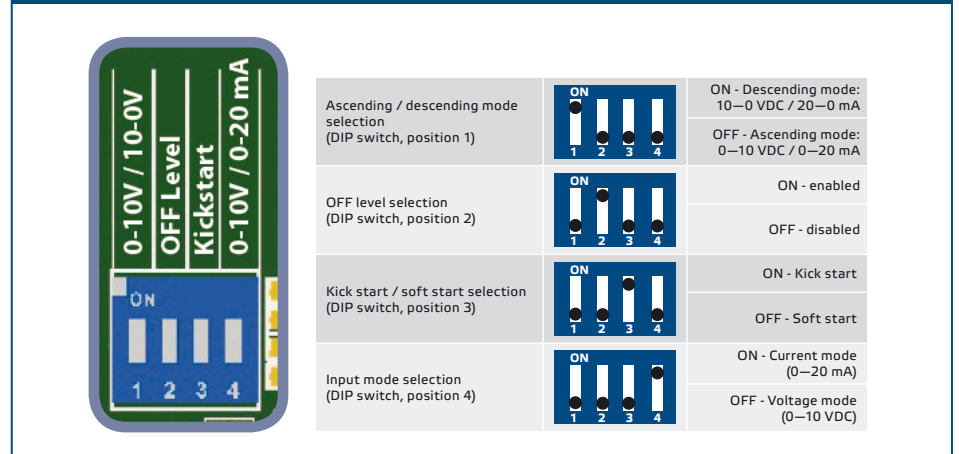 0-10V / 10-0V
OFF Level
Kickstart
0-10V / 0-20 mA
ON
1 2 3 4
Ascending / descending mode
selection
(DIP switch, position 1)
ON
1 2 3 4
ON - Descending mode:
10—0 VDC / 20—0 mA
OFF - Ascending mode:
0—10 VDC / 0—20 mA
OFF level selection
(DIP switch, position 2)
ON
1 2 3 4
ON - enabled
OFF - disabled
Kick start / soft start selection
(DIP switch, position 3)
ON
1 2 3 4
ON - Kick start
OFF - Soft start
Input mode selection
(DIP switch, position 4)
ON
1 2 3 4
ON - Current mode
(0—20 mA)
OFF - Voltage mode
(0—10 VDC)